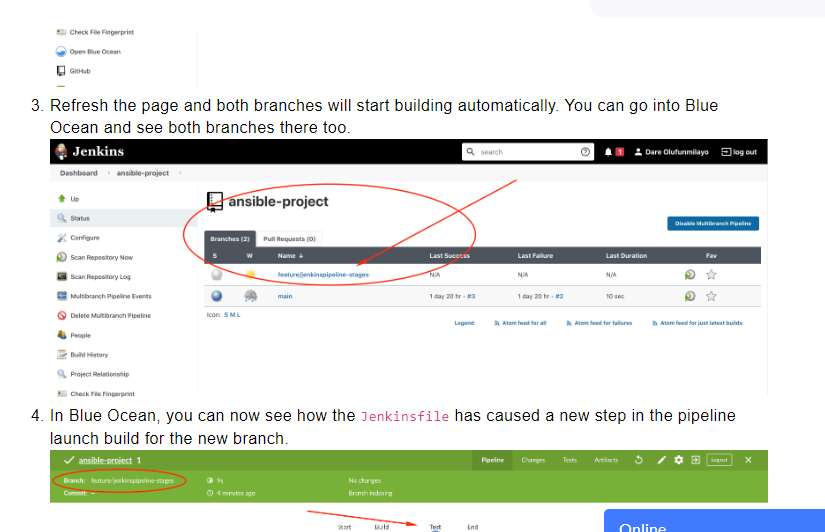 Check File Fingerprint
Open Blue Ocean
GitHub
3. Refresh the page and both branches will start building automatically. You can go into Blue
Ocean and see both branches there too.
Jenkins search 1 Dare Olufunmilayo log out
Dashboard ansible-project
Up
ansible-project
Status
Disable Multibranch Pipeline
Configure
Branches (2) Pull Requests (0)
S W Name ↓ Last Success Last Failure Last Duration Fav
Scan Repository Now
feature/jenkinspipeline-stages N/A N/A N/A
Scan Repository Log
Multibranch Pipeline Events
main 1 day 20 hr - #3 1 day 20 hr - #2 10 sec
Delete Multibranch Pipeline
Icon: S M L
Legend Atom feed for all Atom feed for failures Atom feed for just latest builds
People
Build History
Project Relationship
Check File Fingerprint
4. In Blue Ocean, you can now see how the Jenkinsfile has caused a new step in the pipeline
launch build for the new branch.
ansible-project 1 Pipeline Changes Tests Artifacts Logout
Branch: feature/jenkinspipeline-stages 9s No changes
Commit: – 4 minutes ago Branch indexing
Start Build Test End
Online